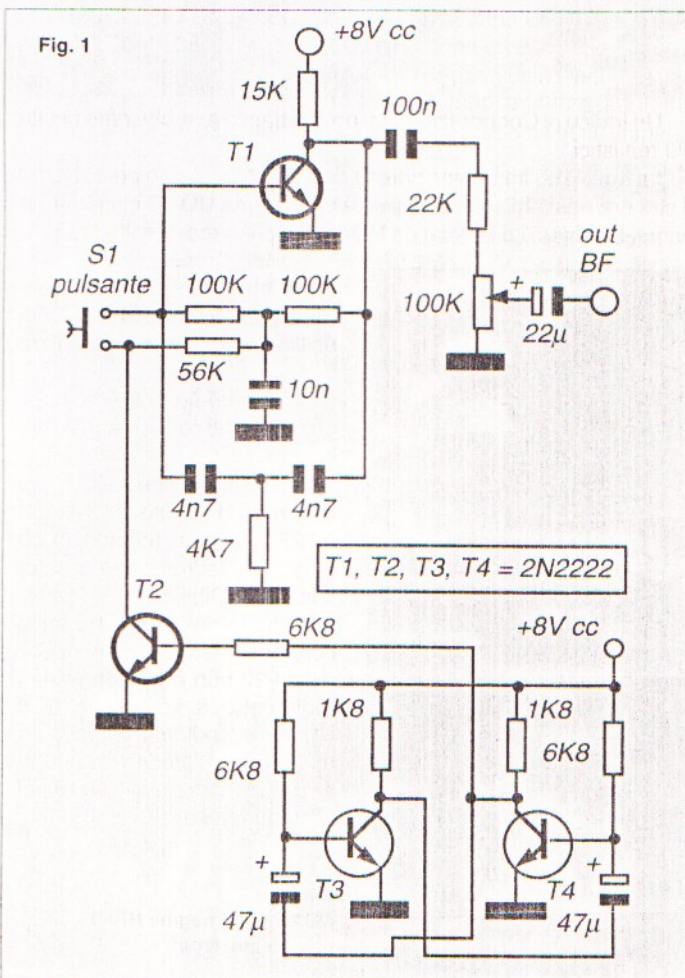 Fig. 1
+8V cc
15K
100n
T1
22K
out
BF
S1
pulsante
100K 100K
100K
+
22µ
56K
10n
4n7 4n7
4K7
T1, T2, T3, T4 = 2N2222
T2
6K8
+8V cc
1K8 1K8
6K8 6K8
+ +
T3 T4
47µ 47µ